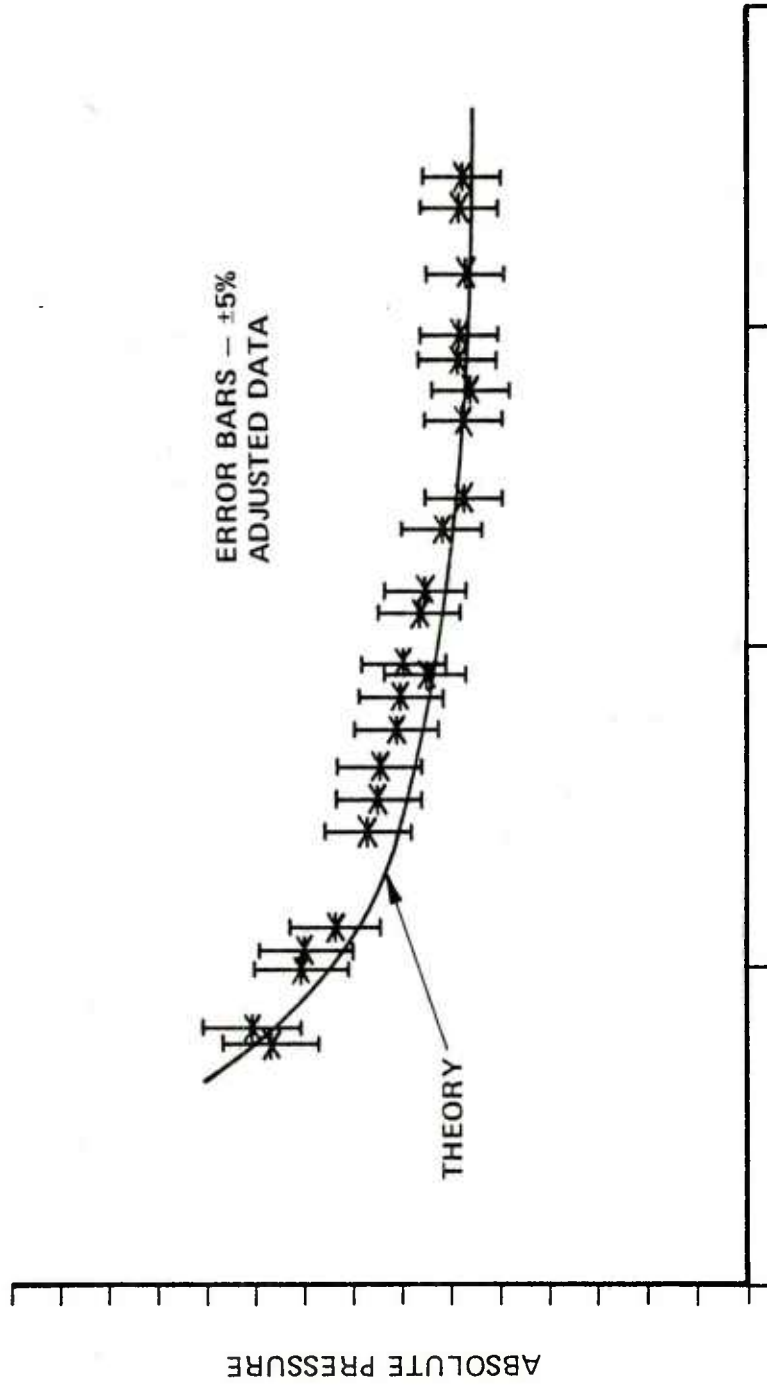 ERROR BARS — ±5%
ADJUSTED DATA
THEORY
ABSOLUTE PRESSURE